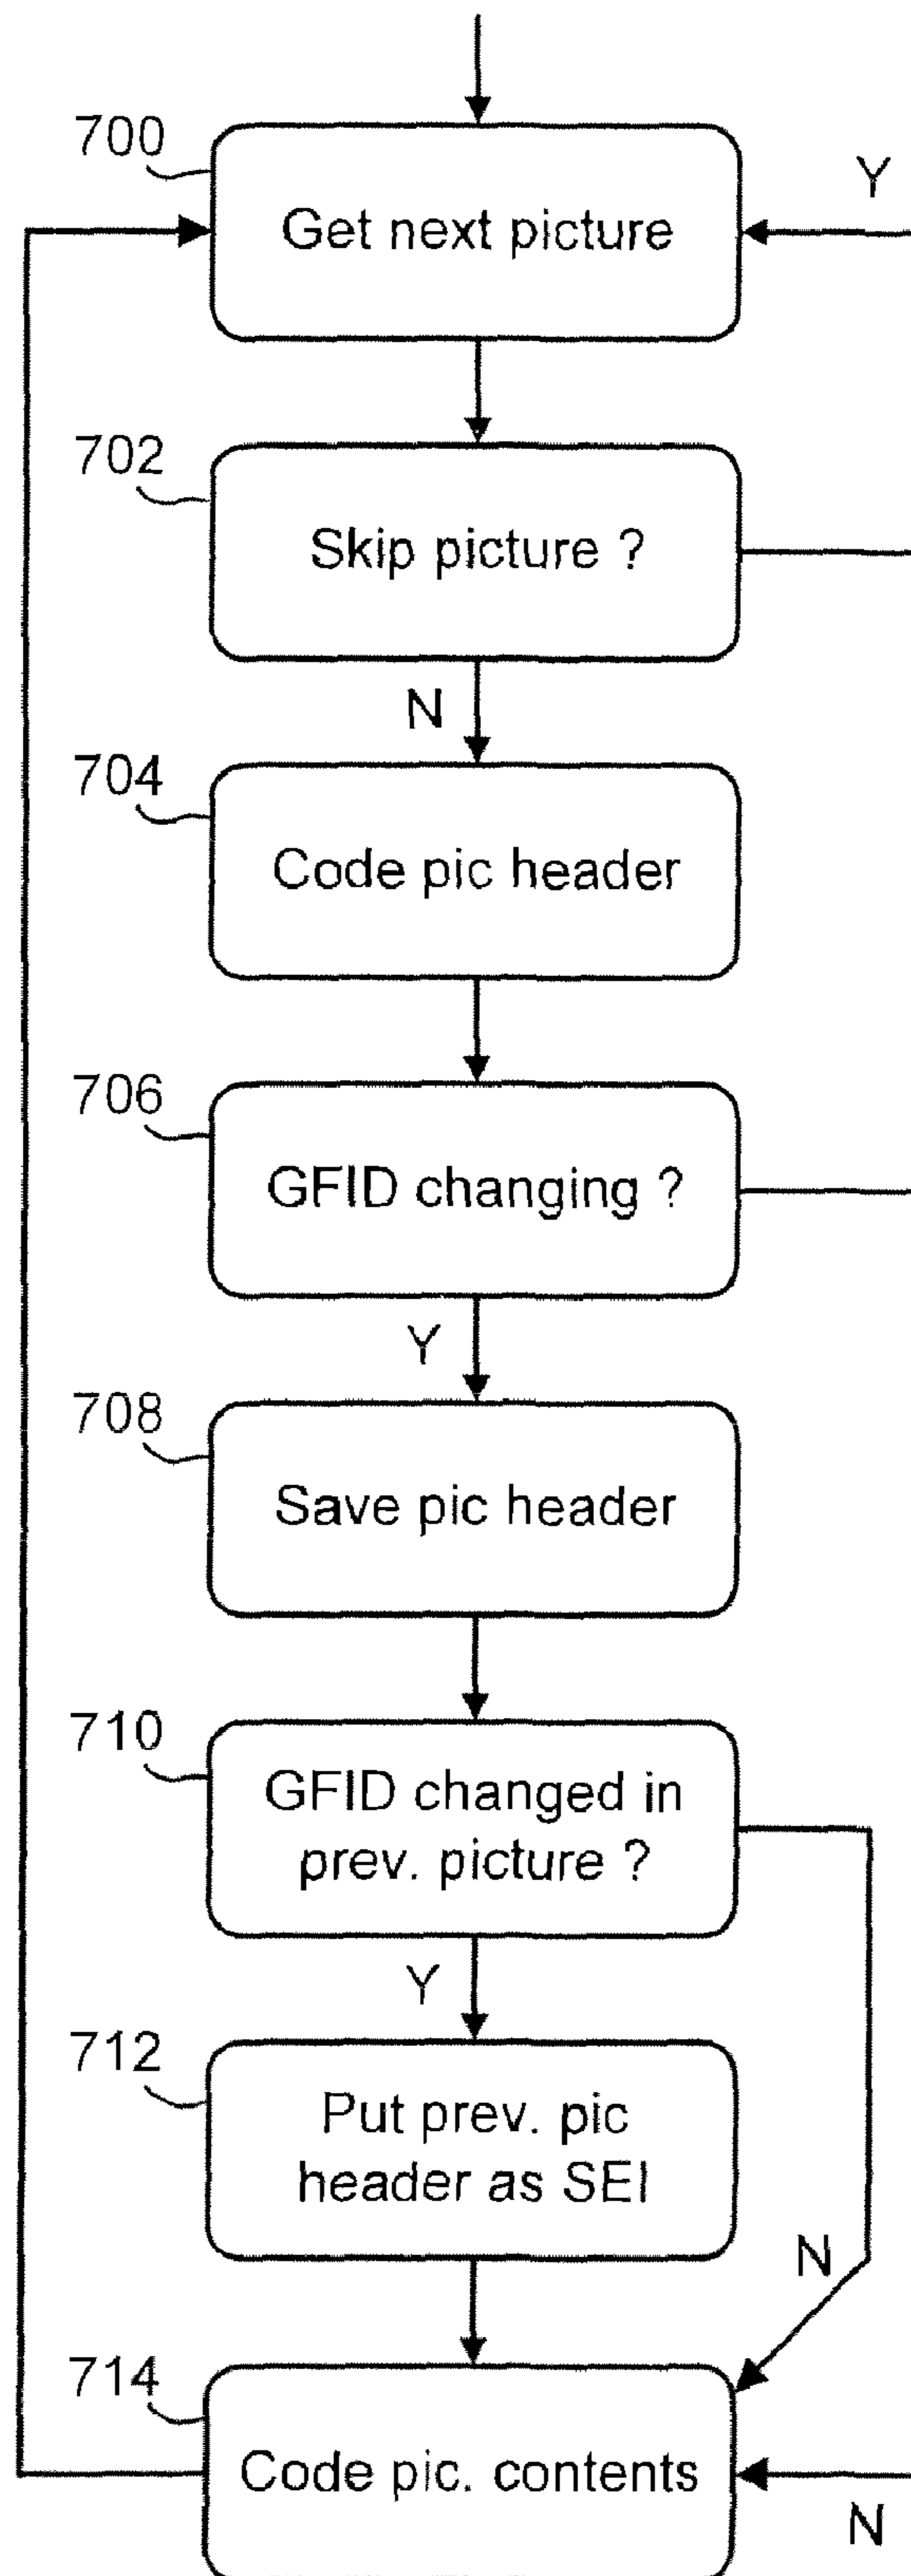 700
Get next picture
Y
702
Skip picture ?
N
704
Code pic header
706
GFID changing ?
Y
708
Save pic header
710
GFID changed in
prev. picture ?
Y
712
Put prev. pic
header as SEI
N
714
Code pic. contents
N